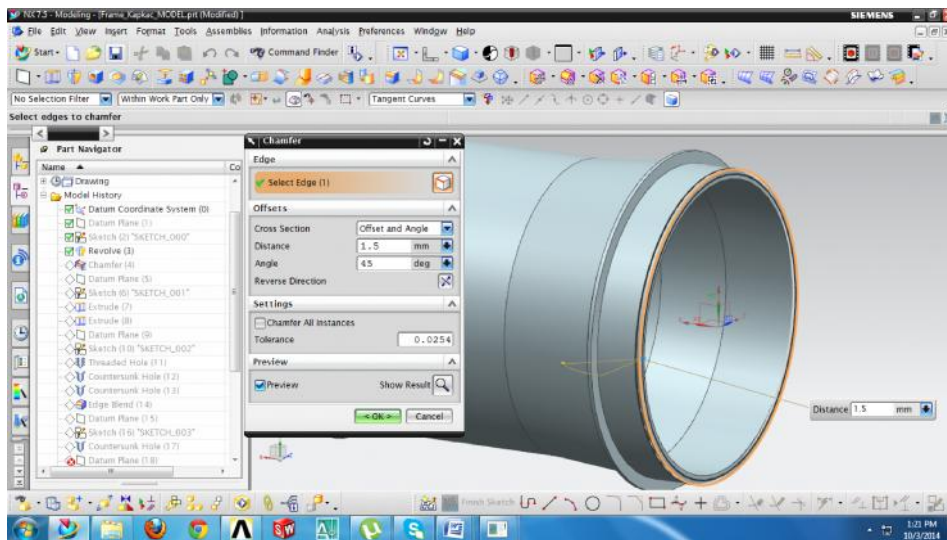 NX 7.5 - Modeling - [Frame_Kapkac_MODEL.prt (Modified) ]
SIEMENS
File Edit View Insert Format Tools Assemblies Information Analysis Preferences Window Help
Start
Command Finder
No Selection Filter
Within Work Part Only
Tangent Curves
Select edges to chamfer
Part Navigator
Name
Co
Drawing
Model History
Datum Coordinate System (0)
Datum Plane (1)
Sketch (2) "SKETCH_000"
Revolve (3)
Chamfer (4)
Datum Plane (5)
Sketch (6) "SKETCH_001"
Extrude (7)
Extrude (8)
Datum Plane (9)
Sketch (10) "SKETCH_002"
Threaded Hole (11)
Countersunk Hole (12)
Countersunk Hole (13)
Edge Blend (14)
Datum Plane (15)
Sketch (16) "SKETCH_003"
Countersunk Hole (17)
Datum Plane (18)
Chamfer
Edge
Select Edge (1)
Offsets
Cross Section Offset and Angle
Distance 1.5 mm
Angle 45 deg
Reverse Direction
Settings
Chamfer All Instances
Tolerance 0.0254
Preview
Preview Show Result
<OK> Cancel
Distance 1.5 mm
Finish Sketch
1:21 PM
10/3/2014